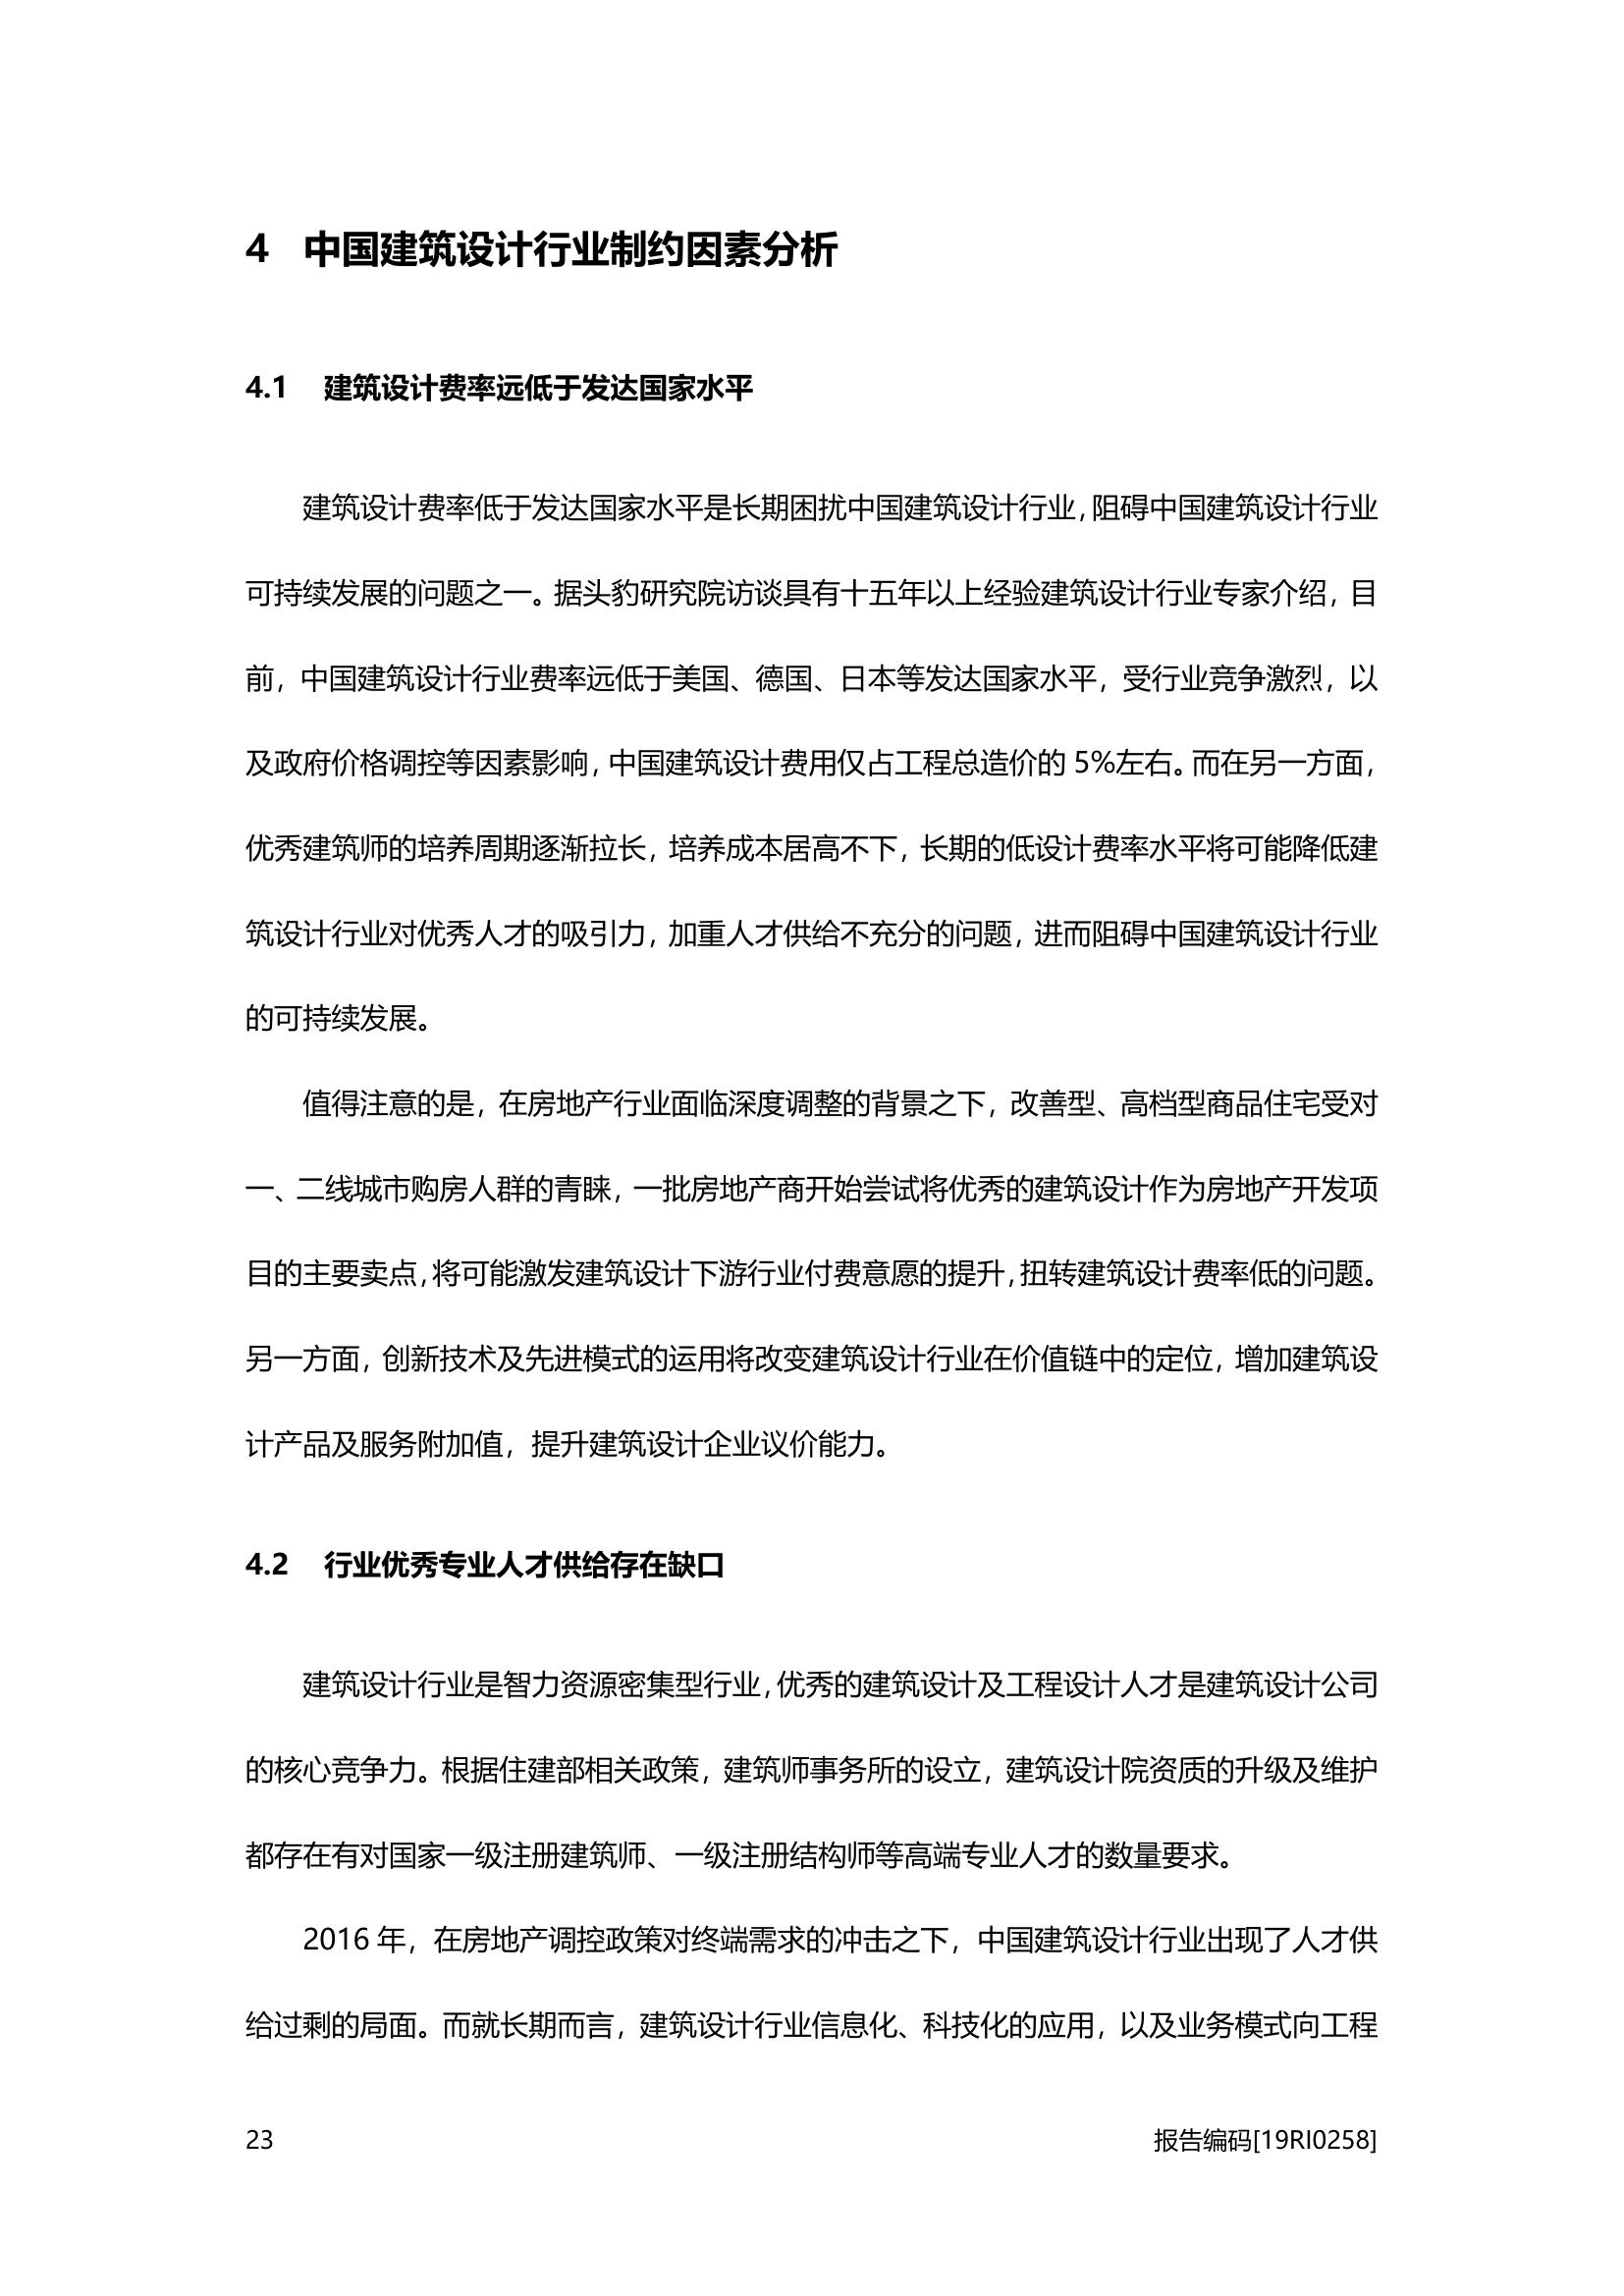 4 中国建筑设计行业制约因素分析
4.1 建筑设计费率远低于发达国家水平
建筑设计费率低于发达国家水平是长期困扰中国建筑设计行业，阻碍中国建筑设计行业
可持续发展的问题之一。据头豹研究院访谈具有十五年以上经验建筑设计行业专家介绍，目
前，中国建筑设计行业费率远低于美国、德国、日本等发达国家水平，受行业竞争激烈，以
及政府价格调控等因素影响，中国建筑设计费用仅占工程总造价的 5%左右。而在另一方面，
优秀建筑师的培养周期逐渐拉长，培养成本居高不下，长期的低设计费率水平将可能降低建
筑设计行业对优秀人才的吸引力，加重人才供给不充分的问题，进而阻碍中国建筑设计行业
的可持续发展。
值得注意的是，在房地产行业面临深度调整的背景之下，改善型、高档型商品住宅受对
一、二线城市购房人群的青睐，一批房地产商开始尝试将优秀的建筑设计作为房地产开发项
目的主要卖点，将可能激发建筑设计下游行业付费意愿的提升，扭转建筑设计费率低的问题。
另一方面，创新技术及先进模式的运用将改变建筑设计行业在价值链中的定位，增加建筑设
计产品及服务附加值，提升建筑设计企业议价能力。
4.2 行业优秀专业人才供给存在缺口
建筑设计行业是智力资源密集型行业，优秀的建筑设计及工程设计人才是建筑设计公司
的核心竞争力。根据住建部相关政策，建筑师事务所的设立，建筑设计院资质的升级及维护
都存在有对国家一级注册建筑师、一级注册结构师等高端专业人才的数量要求。
2016 年，在房地产调控政策对终端需求的冲击之下，中国建筑设计行业出现了人才供
给过剩的局面。而就长期而言，建筑设计行业信息化、科技化的应用，以及业务模式向工程
23 报告编码[19RI0258]